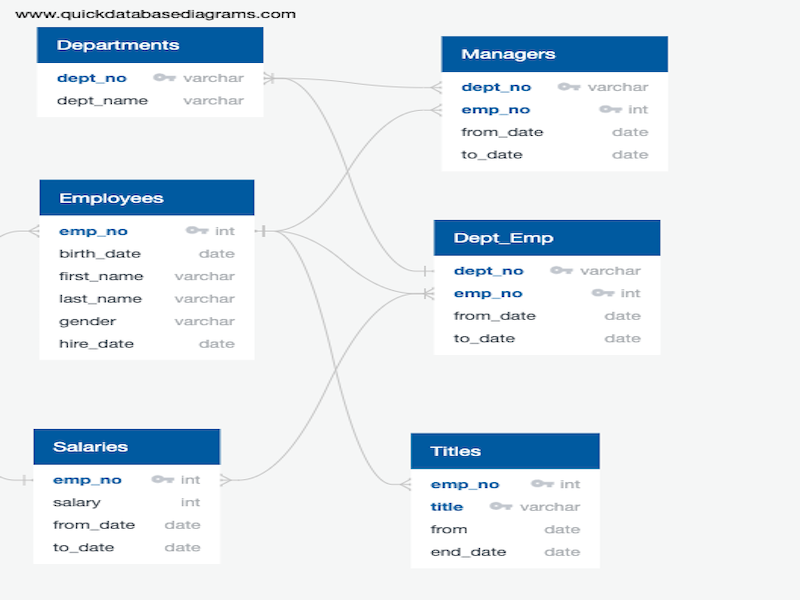 www.quickdatabasediagrams.com
Departments
dept_no varchar
dept_name varchar
Managers
dept_no varchar
emp_no int
from_date date
to_date date
Employees
emp_no int
birth_date date
first_name varchar
last_name varchar
gender varchar
hire_date date
Dept_Emp
dept_no varchar
emp_no int
from_date date
to_date date
Salaries
emp_no int
salary int
from_date date
to_date date
Titles
emp_no int
title varchar
from date
end_date date